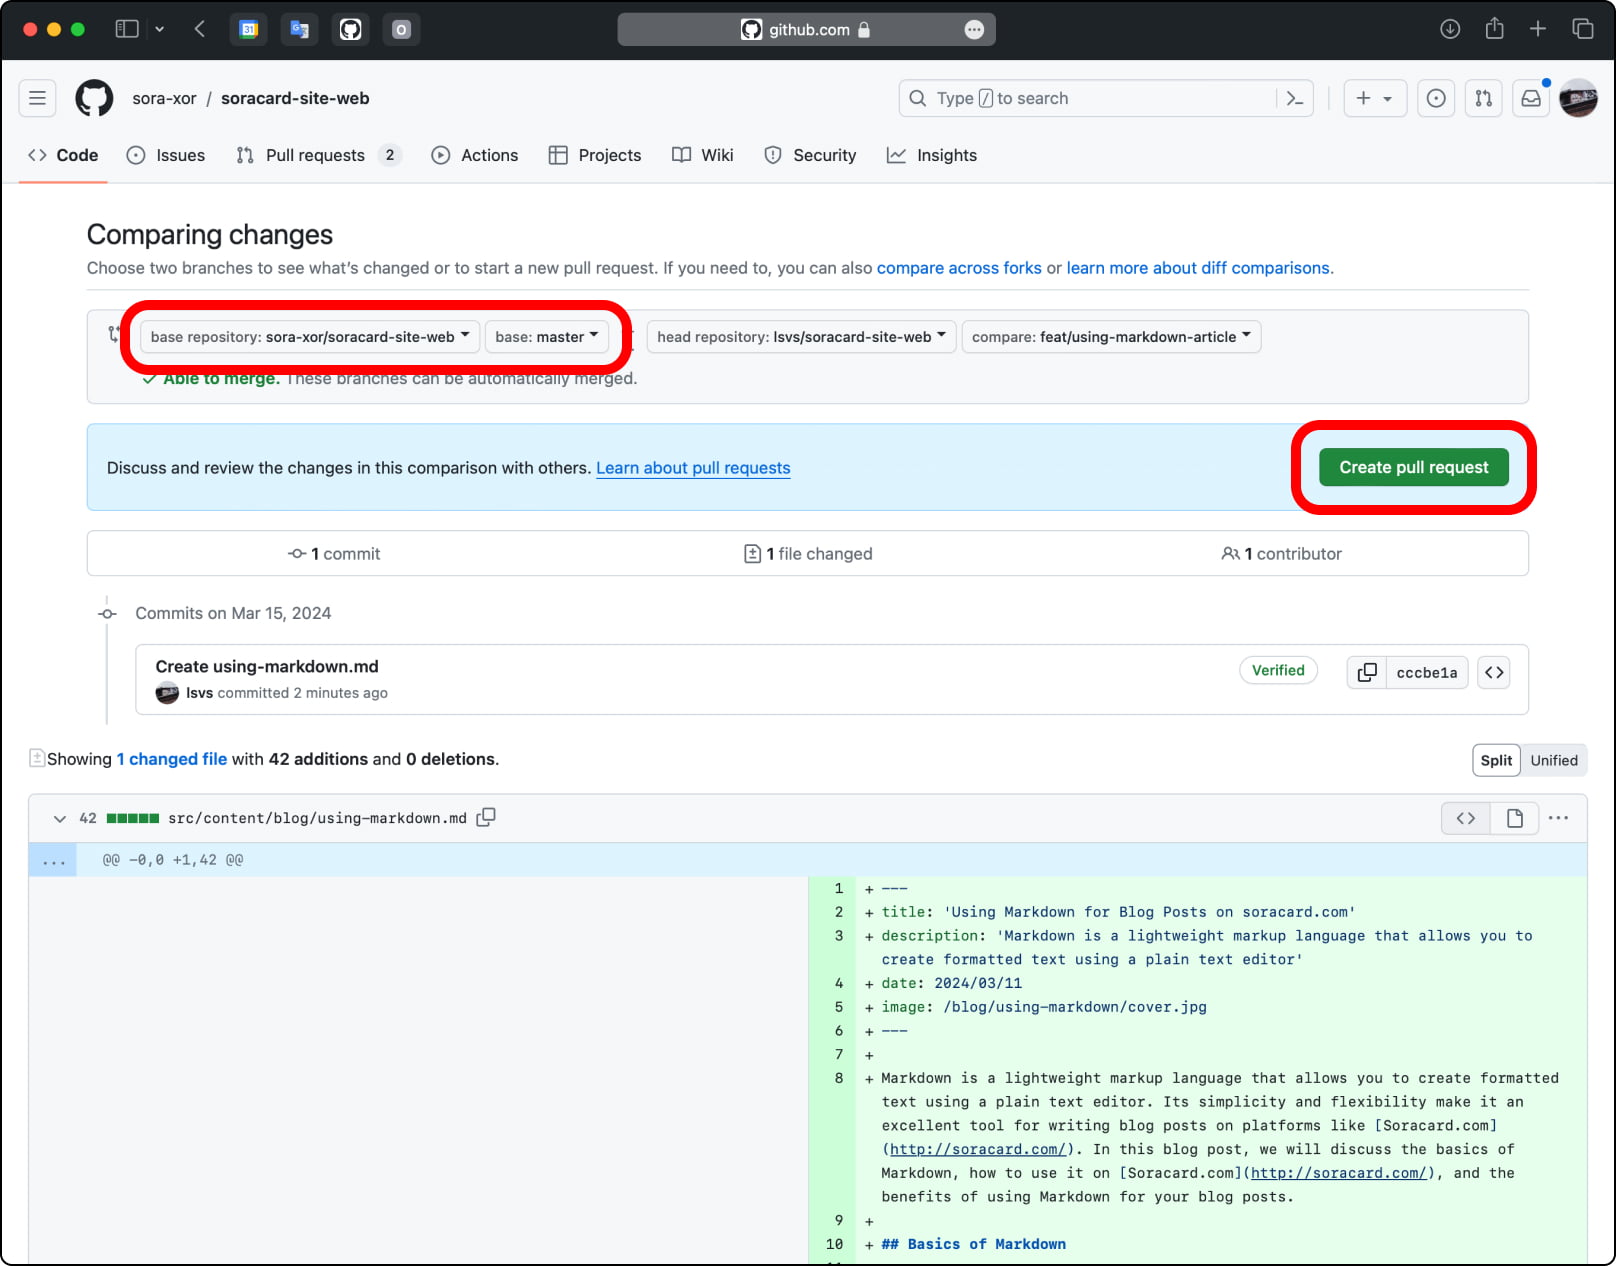 31
G
O
github.com
sora-xor / soracard-site-web
Type / to search
Code
Issues
Pull requests 2
Actions
Projects
Wiki
Security
Insights
Comparing changes
Choose two branches to see what's changed or to start a new pull request. If you need to, you can also compare across forks or learn more about diff comparisons.
base repository: sora-xor/soracard-site-web
base: master
head repository: lsvs/soracard-site-web
compare: feat/using-markdown-article
Able to merge. These branches can be automatically merged.
Discuss and review the changes in this comparison with others. Learn about pull requests
Create pull request
1 commit
1 file changed
1 contributor
Commits on Mar 15, 2024
Create using-markdown.md
lsvs committed 2 minutes ago
Verified
cccbe1a
Showing 1 changed file with 42 additions and 0 deletions.
Split
Unified
42 src/content/blog/using-markdown.md
... @@ -0,0 +1,42 @@
1 + ---
2 + title: 'Using Markdown for Blog Posts on soracard.com'
3 + description: 'Markdown is a lightweight markup language that allows you to
create formatted text using a plain text editor'
4 + date: 2024/03/11
5 + image: /blog/using-markdown/cover.jpg
6 + ---
7 +
8 + Markdown is a lightweight markup language that allows you to create formatted
text using a plain text editor. Its simplicity and flexibility make it an
excellent tool for writing blog posts on platforms like [Soracard.com]
(http://soracard.com/). In this blog post, we will discuss the basics of
Markdown, how to use it on [Soracard.com](http://soracard.com/), and the
benefits of using Markdown for your blog posts.
9 +
10 + ## Basics of Markdown